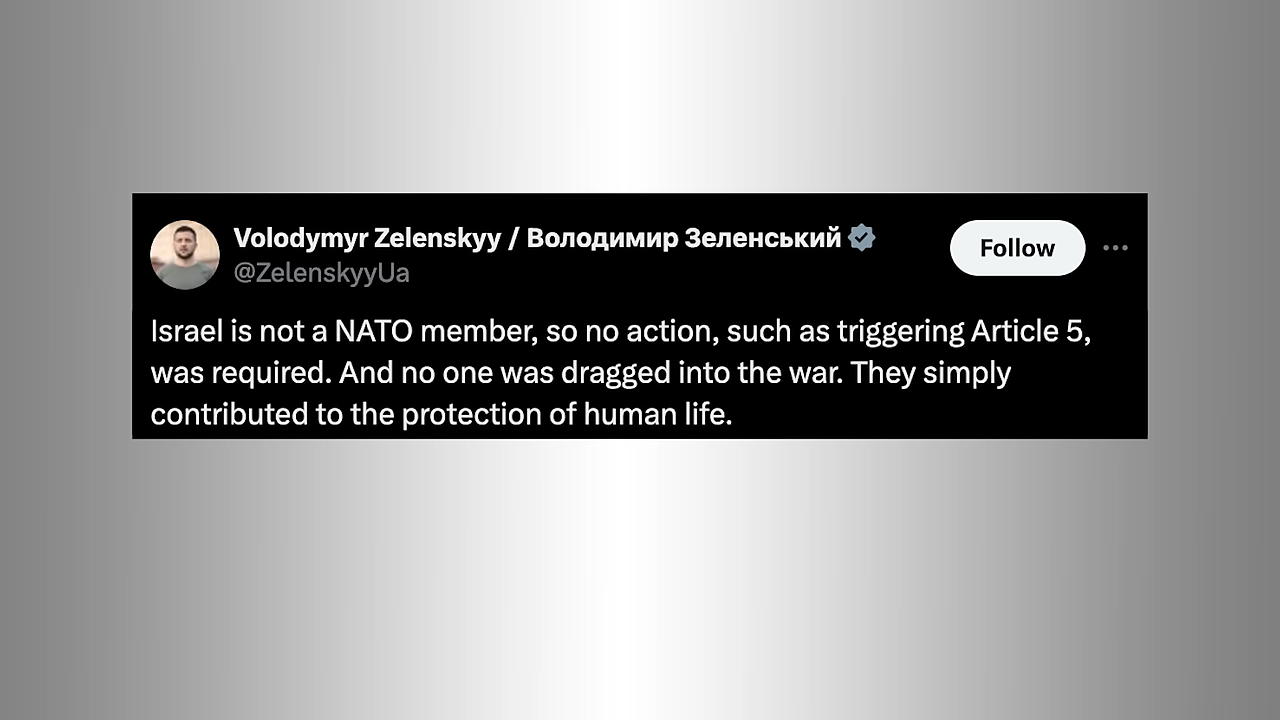 Volodymyr Zelenskyy / Володимир Зеленський
@ZelenskyyUa
Follow
Israel is not a NATO member, so no action, such as triggering Article 5,
was required. And no one was dragged into the war. They simply
contributed to the protection of human life.